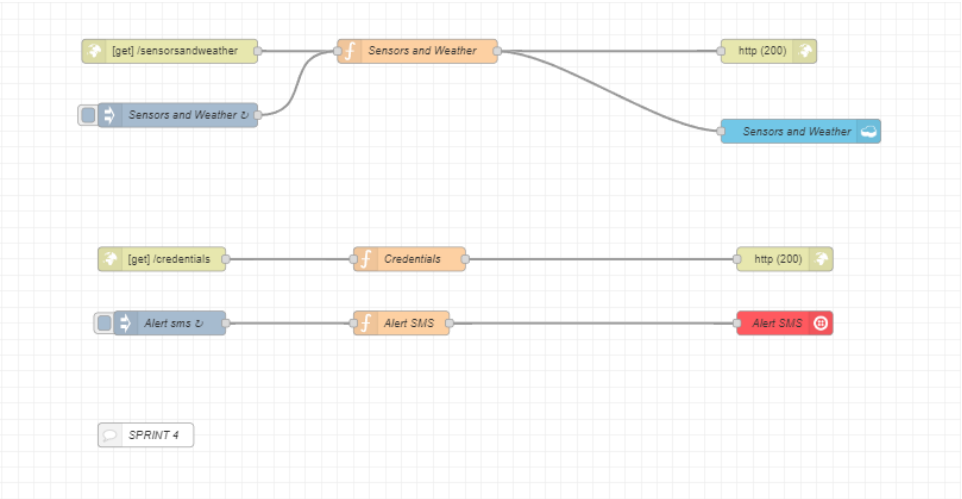 [get] /sensorsandweather
Sensors and Weather
http (200)
Sensors and Weather ↻
Sensors and Weather
[get] /credentials
Credentials
http (200)
Alert sms ↻
Alert SMS
Alert SMS
SPRINT 4